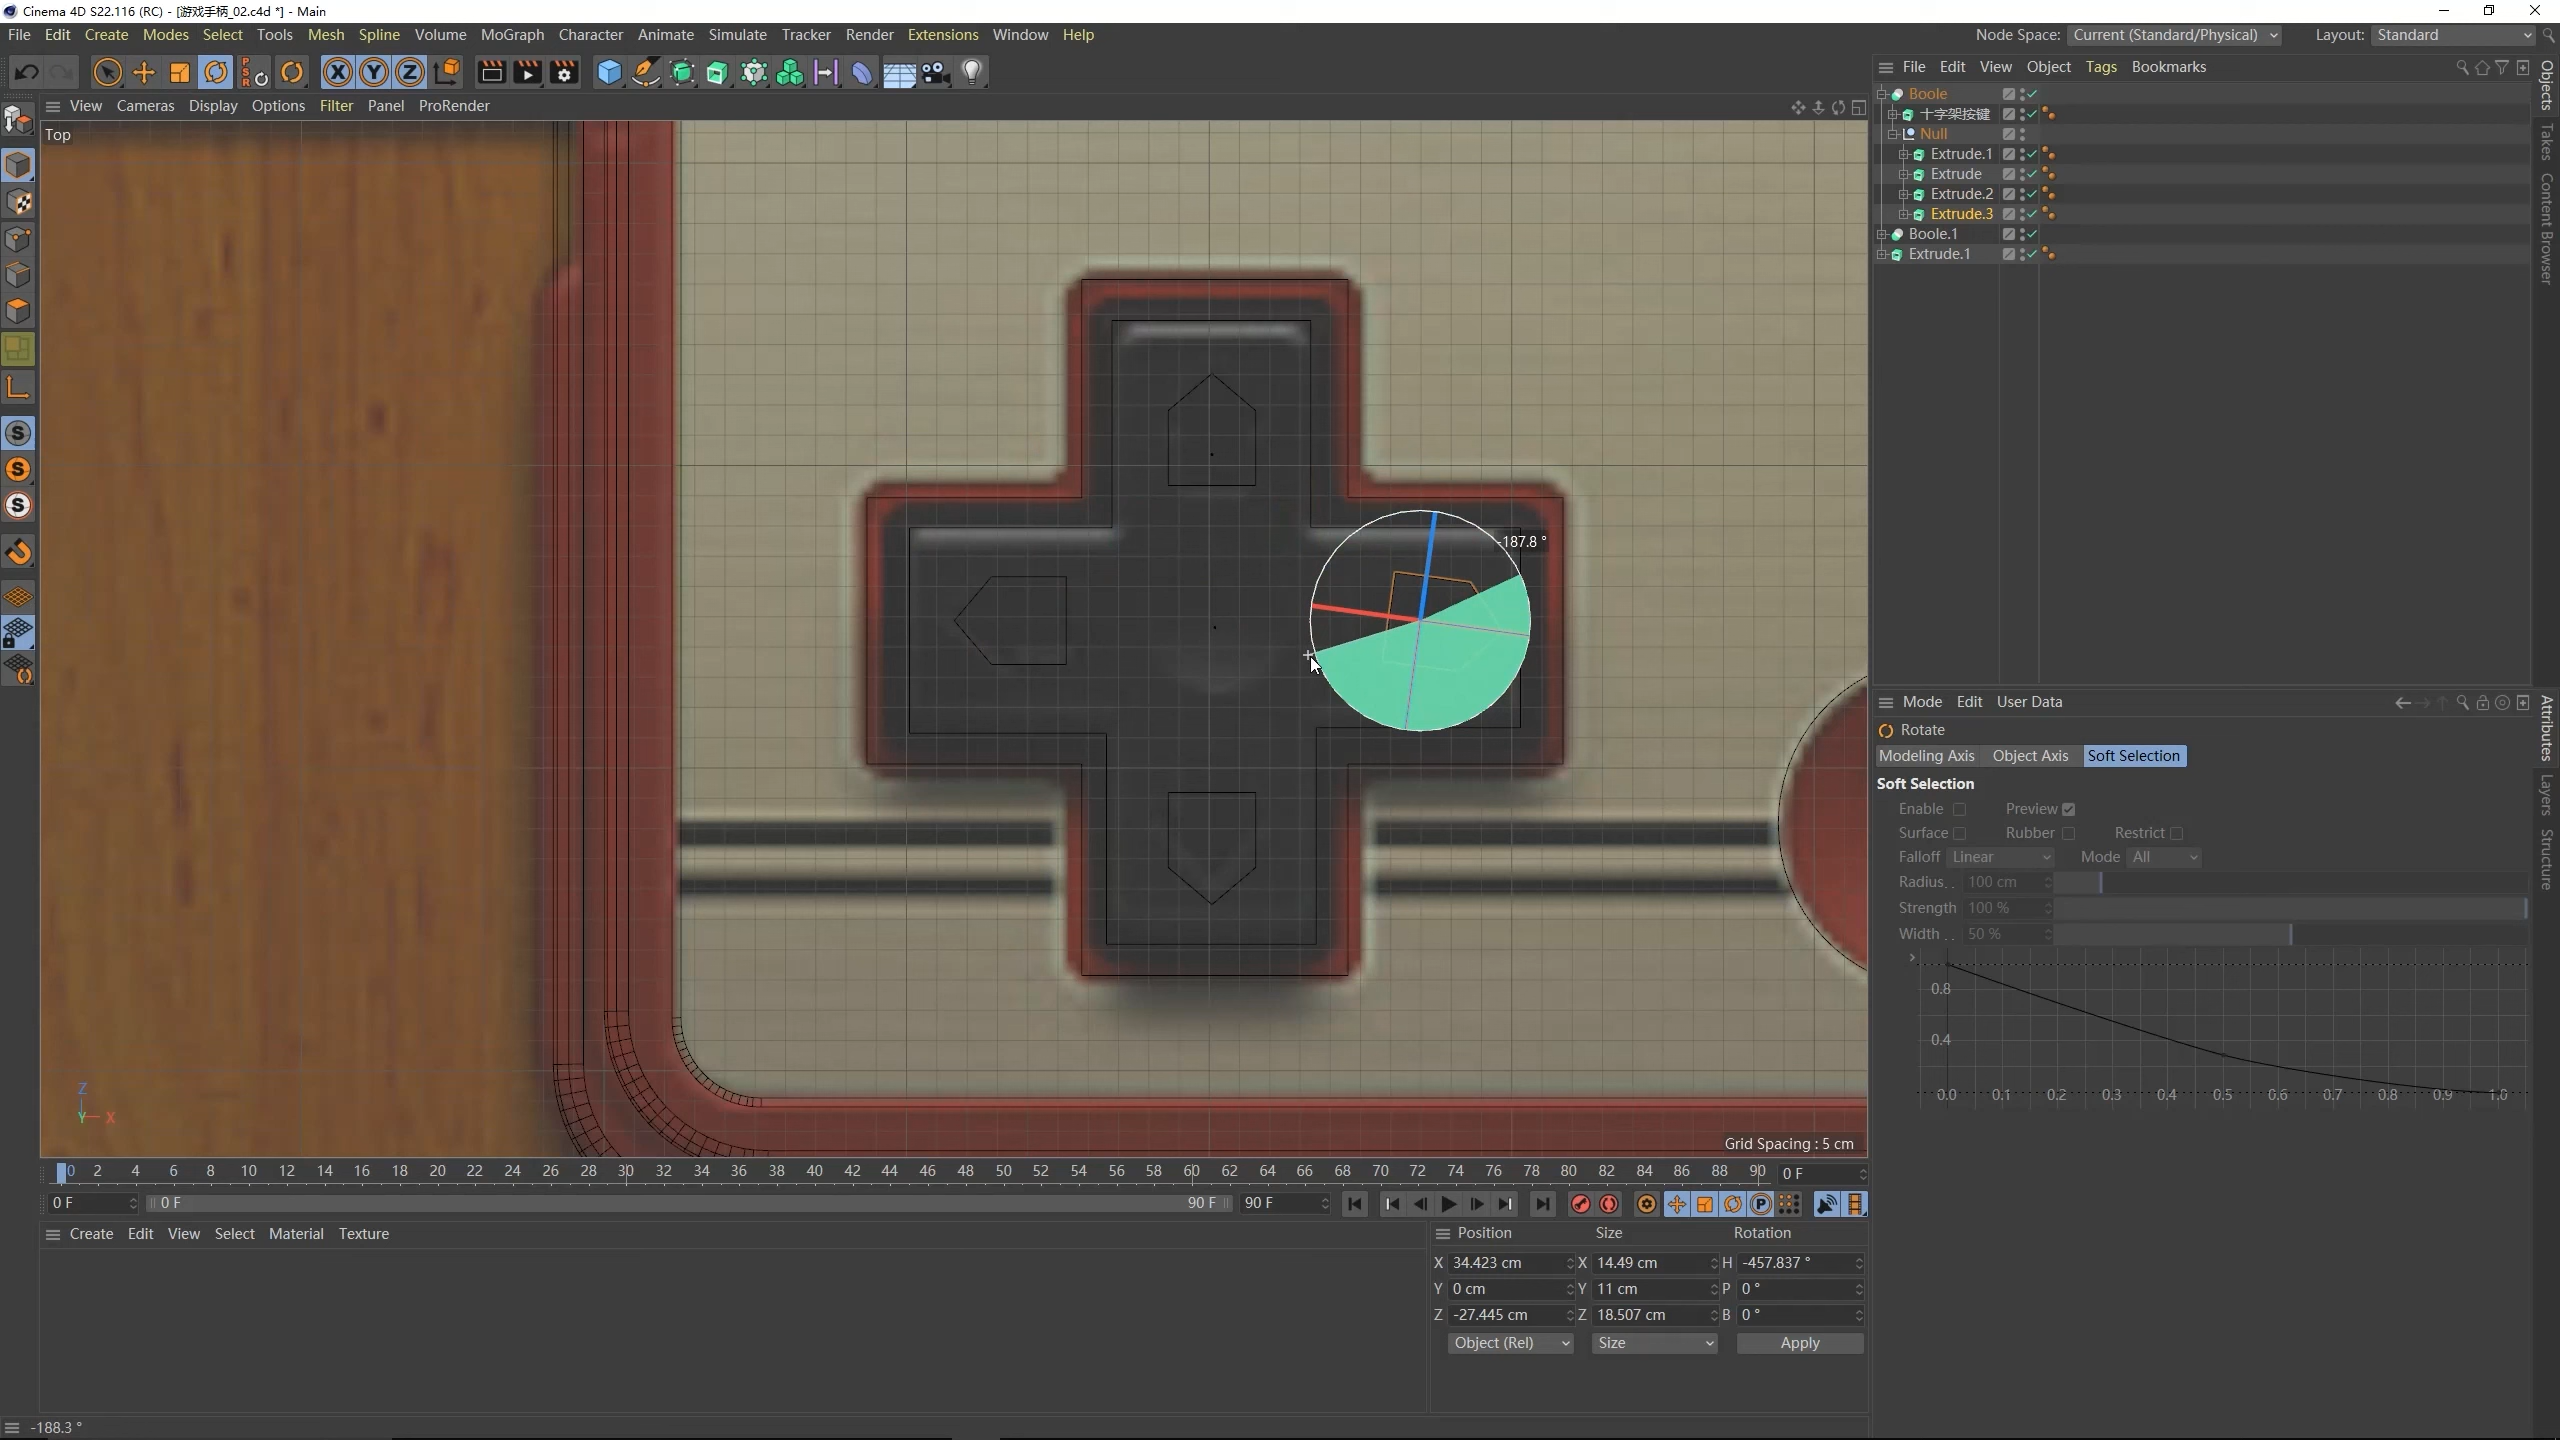 Cinema 4D S22.116 (RC) - [游戏手柄_02.c4d *] - Main
File Edit Create Modes Select Tools Mesh Spline Volume MoGraph Character Animate Simulate Tracker Render Extensions Window Help
Node Space: Current (Standard/Physical) Layout: Standard
View Cameras Display Options Filter Panel ProRender
Top
-187.8 °
Z
Y X
Grid Spacing : 5 cm
File Edit View Object Tags Bookmarks
Boole
十字架按键
Null
Extrude.1
Extrude
Extrude.2
Extrude.3
Boole.1
Extrude.1
Objects
Takes
Content Browser
Mode Edit User Data
Rotate
Modeling Axis Object Axis Soft Selection
Soft Selection
Enable Preview
Surface Rubber Restrict
Falloff Linear Mode All
Radius. . 100 cm
Strength 100 %
Width . . 50 %
0.8
0.4
0.0 0.1 0.2 0.3 0.4 0.5 0.6 0.7 0.8 0.9 1.0
Attributes
Layers
Structure
0 2 4 6 8 10 12 14 16 18 20 22 24 26 28 30 32 34 36 38 40 42 44 46 48 50 52 54 56 58 60 62 64 66 68 70 72 74 76 78 80 82 84 86 88 90 0 F
0 F 0 F 90 F 90 F
Create Edit View Select Material Texture
Position Size Rotation
X 34.423 cm X 14.49 cm H -457.837 °
Y 0 cm Y 11 cm P 0 °
Z -27.445 cm Z 18.507 cm B 0 °
Object (Rel) Size Apply
-188.3 °